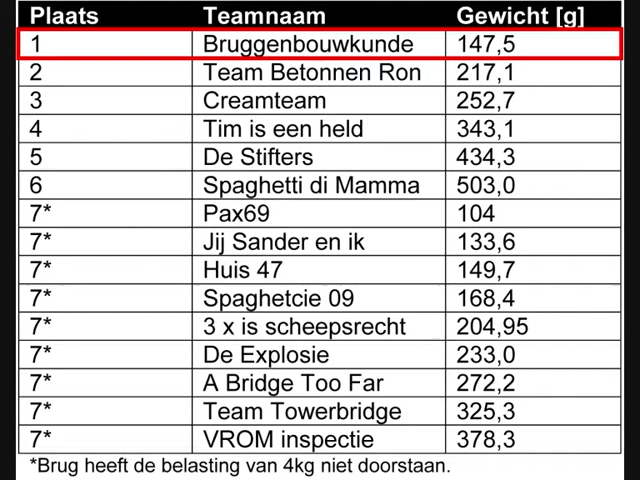 Plaats Teamnaam Gewicht [g]
1 Bruggenbouwkunde 147,5
2 Team Betonnen Ron 217,1
3 Creamteam 252,7
4 Tim is een held 343,1
5 De Stifters 434,3
6 Spaghetti di Mamma 503,0
7* Pax69 104
7* Jij Sander en ik 133,6
7* Huis 47 149,7
7* Spaghetcie 09 168,4
7* 3 x is scheepsrecht 204,95
7* De Explosie 233,0
7* A Bridge Too Far 272,2
7* Team Towerbridge 325,3
7* VROM inspectie 378,3
*Brug heeft de belasting van 4kg niet doorstaan.